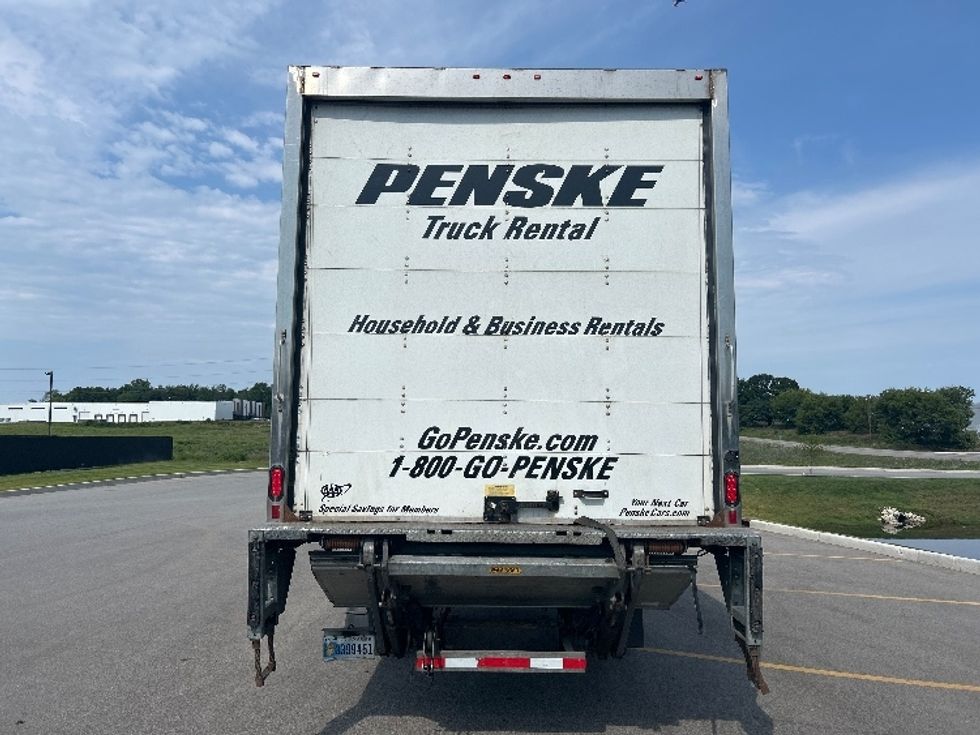 PENSKE
Truck Rental
Household & Business Rentals
GoPenske.com
1-800-GO-PENSKE
AAA
Special Savings for Members
Your Next Car
PenskeCars.com